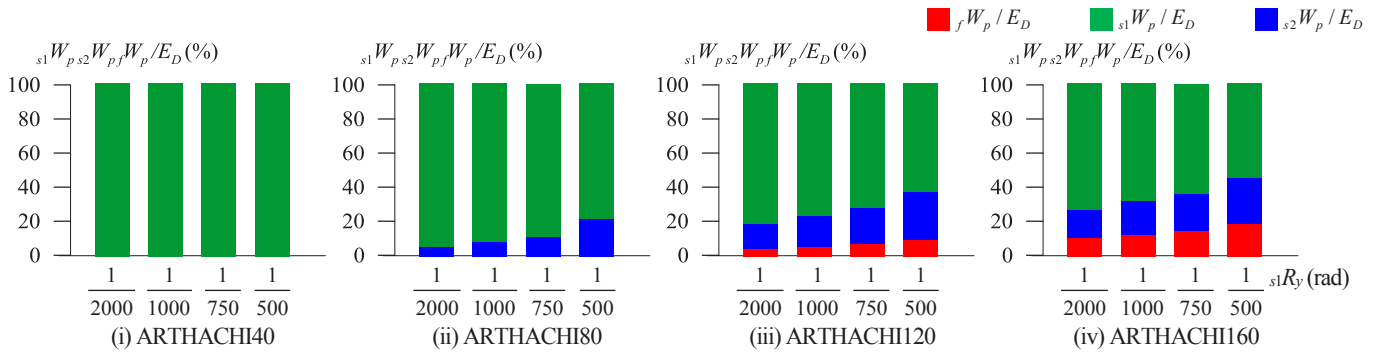 fWp / ED s1Wp / ED s2Wp / ED
s1Wp s2Wp fWp /ED (%) s1Wp s2Wp fWp /ED (%) s1Wp s2Wp fWp /ED (%) s1Wp s2Wp fWp /ED (%)
100 100 100 100
80 80 80 80
60 60 60 60
40 40 40 40
20 20 20 20
0 0 0 0
1 1 1 1 1 1 1 1 1 1 1 1 1 1 1 1 s1Ry (rad)
2000 1000 750 500 2000 1000 750 500 2000 1000 750 500 2000 1000 750 500
(i) ARTHACHI40 (ii) ARTHACHI80 (iii) ARTHACHI120 (iv) ARTHACHI160